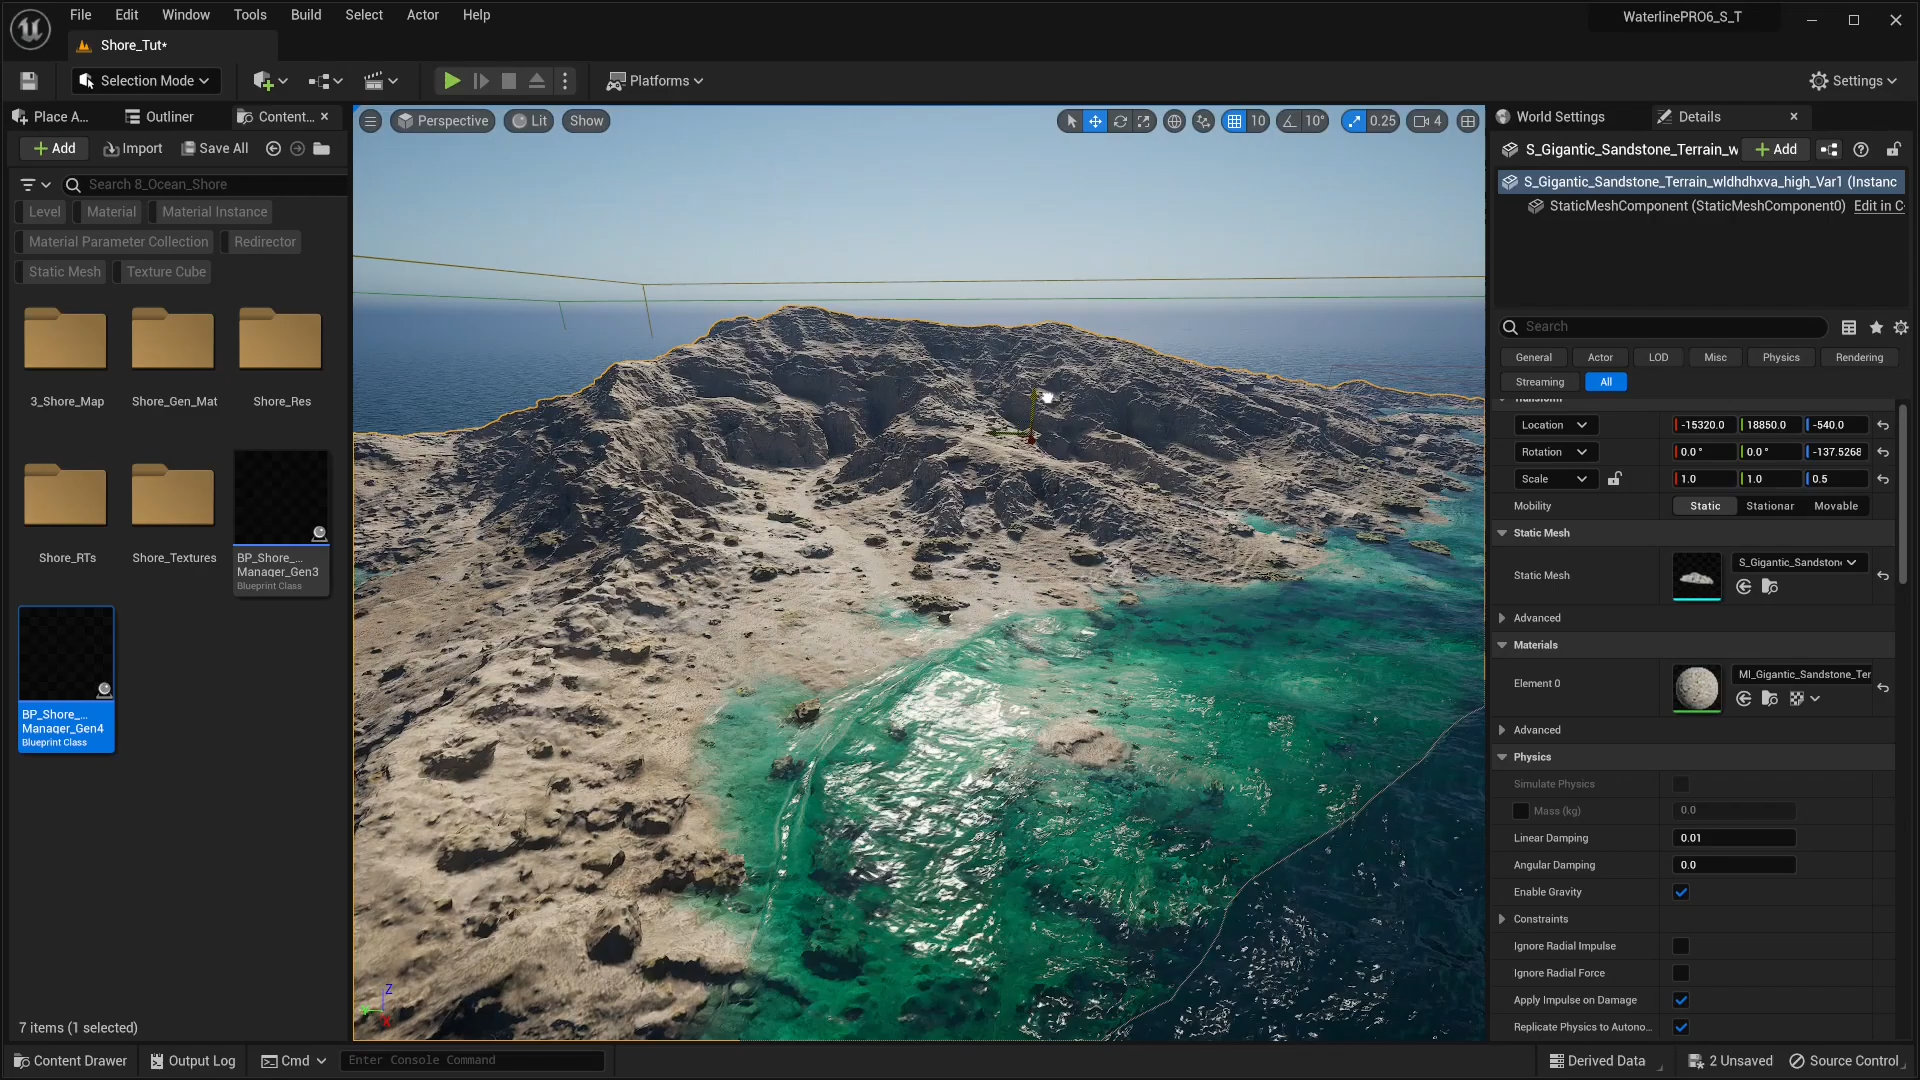 File Edit Window Tools Build Select Actor Help
WaterlinePRO6_S_T
Shore_Tut*
Selection Mode
Platforms
Settings
Place A... Outliner Content...
Add Import Save All
Search 8_Ocean_Shore
Level Material Material Instance
Material Parameter Collection Redirector
Static Mesh Texture Cube
3_Shore_Map Shore_Gen_Mat Shore_Res
Shore_RTs Shore_Textures
BP_Shore_...
Manager_Gen3
Blueprint Class
BP_Shore_...
Manager_Gen4
Blueprint Class
7 items (1 selected)
Perspective Lit Show
10 10° 0.25 4
Z
X
World Settings Details
S_Gigantic_Sandstone_Terrain_w Add
S_Gigantic_Sandstone_Terrain_wldhdhxva_high_Var1 (Instanc
StaticMeshComponent (StaticMeshComponent0) Edit in C
Search
General Actor LOD Misc Physics Rendering
Streaming All
Transform
Location -15320.0 18850.0 -540.0
Rotation 0.0° 0.0° -137.5268
Scale 1.0 1.0 0.5
Mobility Static Stationar Movable
Static Mesh
Static Mesh S_Gigantic_Sandston
Advanced
Materials
Element 0 MI_Gigantic_Sandstone_Ter
Advanced
Physics
Simulate Physics
Mass (kg) 0.0
Linear Damping 0.01
Angular Damping 0.0
Enable Gravity
Constraints
Ignore Radial Impulse
Ignore Radial Force
Apply Impulse on Damage
Replicate Physics to Autono...
Content Drawer Output Log Cmd Enter Console Command
Derived Data 2 Unsaved Source Control